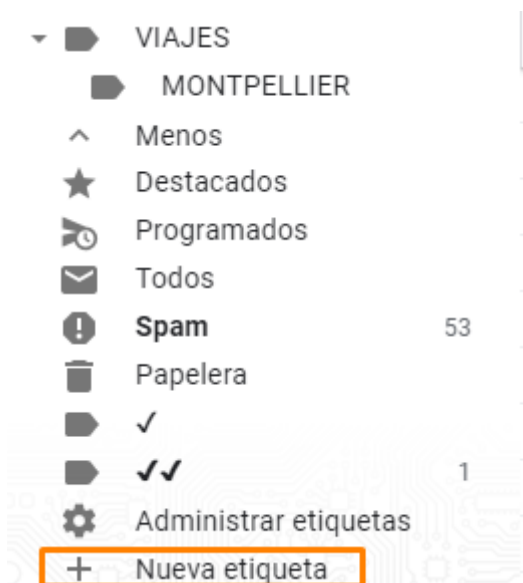 VIAJES
MONTPELLIER
Menos
Destacados
Programados
Todos
Spam 53
Papelera
✓
✓✓ 1
Administrar etiquetas
+ Nueva etiqueta